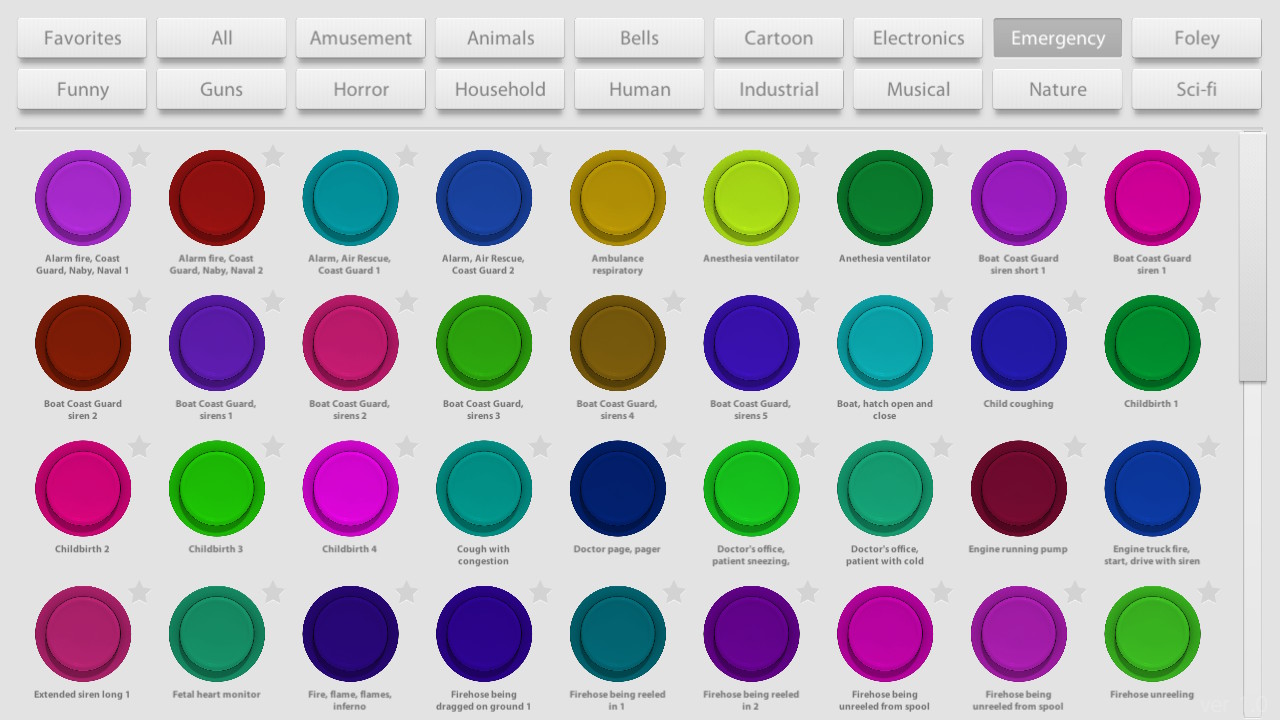 Favorites All Amusement Animals Bells Cartoon Electronics Emergency Foley
Funny Guns Horror Household Human Industrial Musical Nature Sci-fi
Alarm fire, Coast Guard, Naby, Naval 1
Alarm fire, Coast Guard, Naby, Naval 2
Alarm, Air Rescue, Coast Guard 1
Alarm, Air Rescue, Coast Guard 2
Ambulance respiratory
Anesthesia ventilator
Anethesia ventilator
Boat Coast Guard siren short 1
Boat Coast Guard siren 1
Boat Coast Guard siren 2
Boat Coast Guard, sirens 1
Boat Coast Guard, sirens 2
Boat Coast Guard, sirens 3
Boat Coast Guard, sirens 4
Boat Coast Guard, sirens 5
Boat, hatch open and close
Child coughing
Childbirth 1
Childbirth 2
Childbirth 3
Childbirth 4
Cough with congestion
Doctor page, pager
Doctor's office, patient sneezing,
Doctor's office, patient with cold
Engine running pump
Engine truck fire, start, drive with siren
Extended siren long 1
Fetal heart monitor
Fire, flame, flames, inferno
Firehose being dragged on ground 1
Firehose being reeled in 1
Firehose being reeled in 2
Firehose being unreeled from spool
Firehose being unreeled from spool
Firehose unreeling